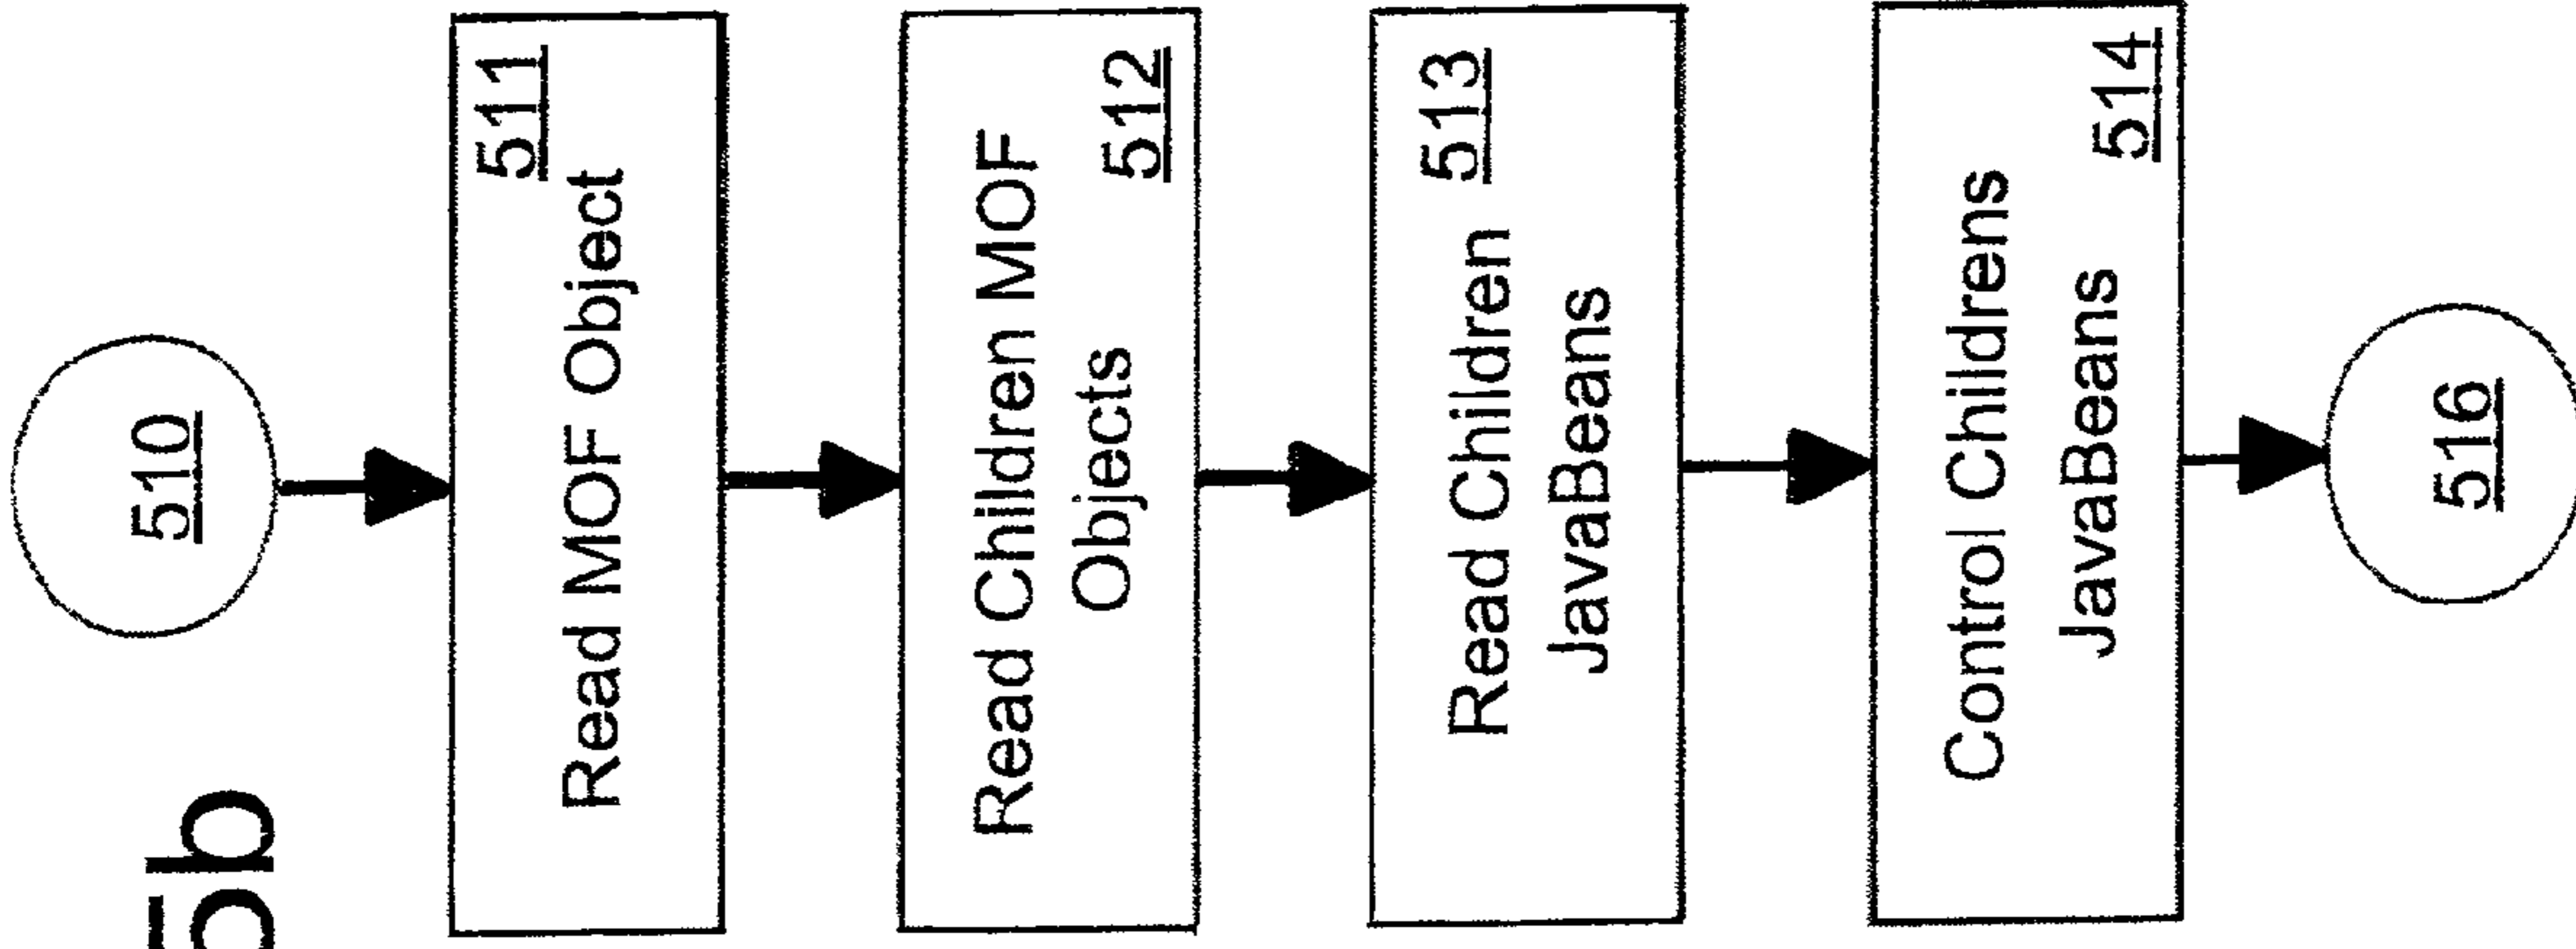 5b
510
511
Read MOF Object
Read Children MOF
Objects 512
Read Children 513
JavaBeans
Control Childrens
JavaBeans 514
516